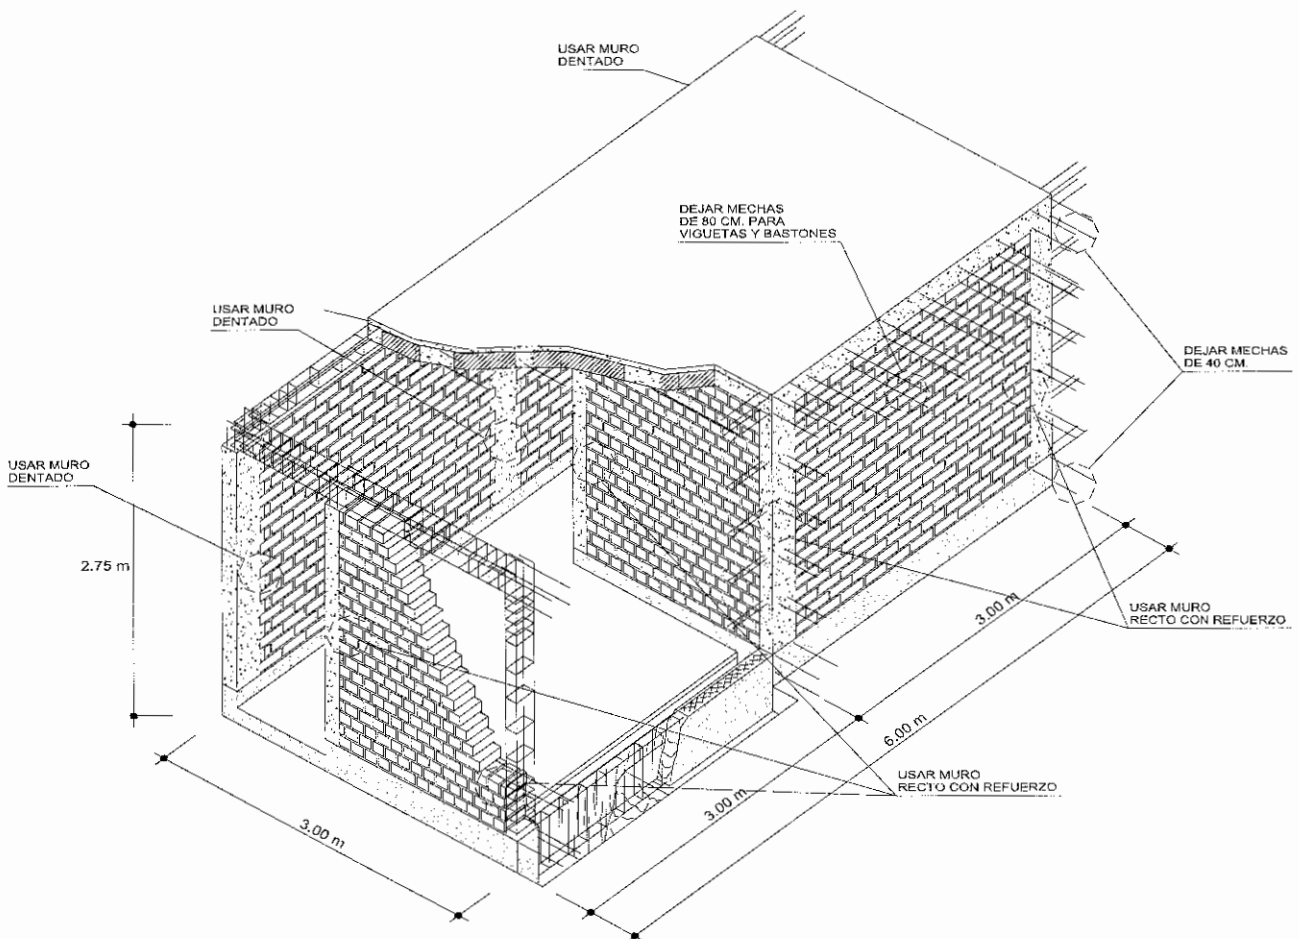 USAR MURO
DENTADO
DEJAR MECHAS
DE 80 CM. PARA
VIGUETAS Y BASTONES
USAR MURO
DENTADO
DEJAR MECHAS
DE 40 CM.
USAR MURO
DENTADO
2.75 m
USAR MURO
RECTO CON REFUERZO
3.00 m
6.00 m
USAR MURO
RECTO CON REFUERZO
3.00 m
3.00 m